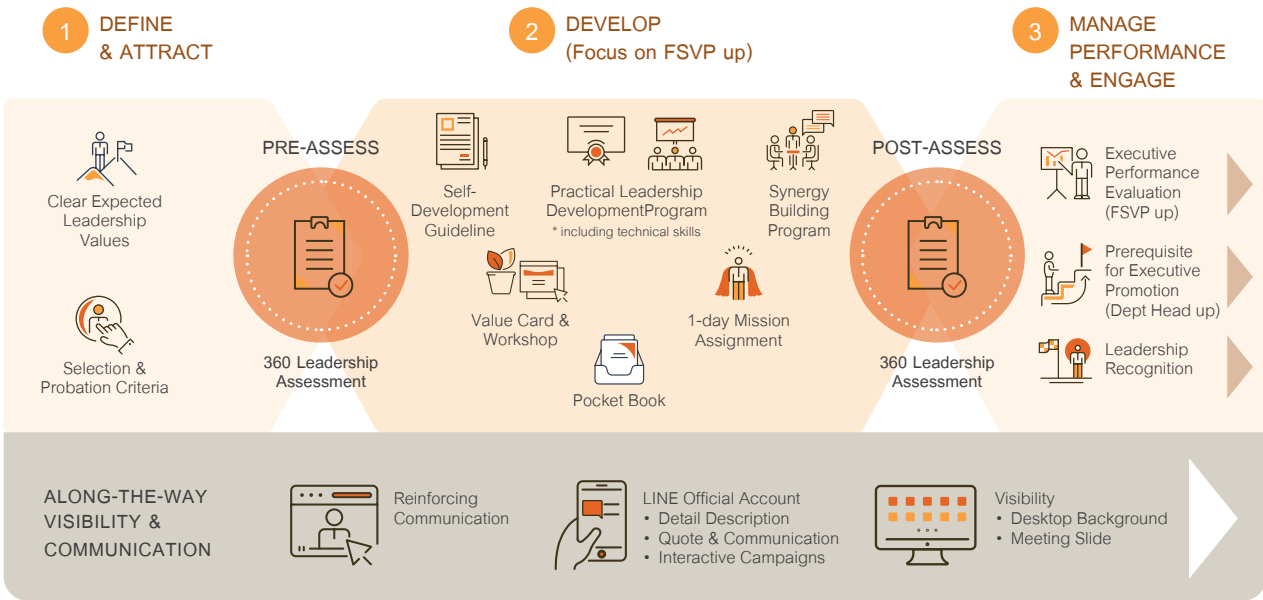 1
DEFINE
& ATTRACT
2
DEVELOP
(Focus on FSVP up)
3
MANAGE
PERFORMANCE
& ENGAGE
Clear Expected
Leadership
Values
Selection &
Probation Criteria
PRE-ASSESS
360 Leadership
Assessment
Self-
Development
Guideline
Practical Leadership
DevelopmentProgram
* including technical skills
Synergy
Building
Program
Value Card &
Workshop
1-day Mission
Assignment
Pocket Book
POST-ASSESS
360 Leadership
Assessment
Executive
Performance
Evaluation
(FSVP up)
Prerequisite
for Executive
Promotion
(Dept Head up)
Leadership
Recognition
ALONG-THE-WAY
VISIBILITY &
COMMUNICATION
Reinforcing
Communication
LINE Official Account
• Detail Description
• Quote & Communication
• Interactive Campaigns
Visibility
• Desktop Background
• Meeting Slide